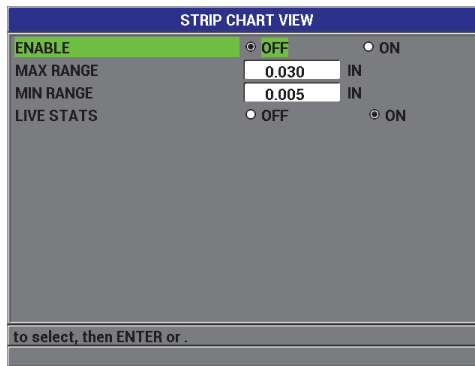 STRIP CHART VIEW
ENABLE OFF ON
MAX RANGE 0.030 IN
MIN RANGE 0.005 IN
LIVE STATS OFF ON
to select, then ENTER or .